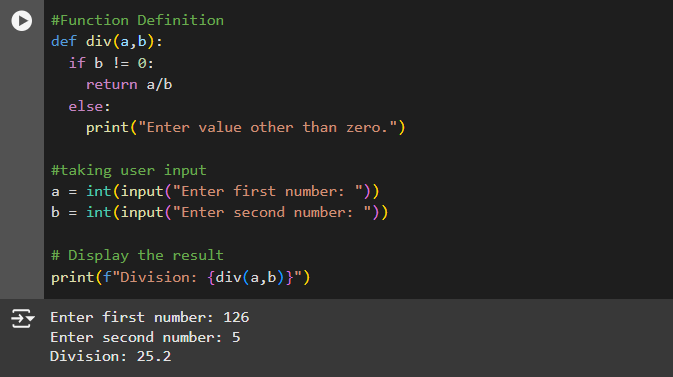 #Function Definition
def div(a,b):
  if b != 0:
    return a/b
  else:
    print("Enter value other than zero.")
#taking user input
a = int(input("Enter first number: "))
b = int(input("Enter second number: "))
# Display the result
print(f"Division: {div(a,b)}")
Enter first number: 126
Enter second number: 5
Division: 25.2